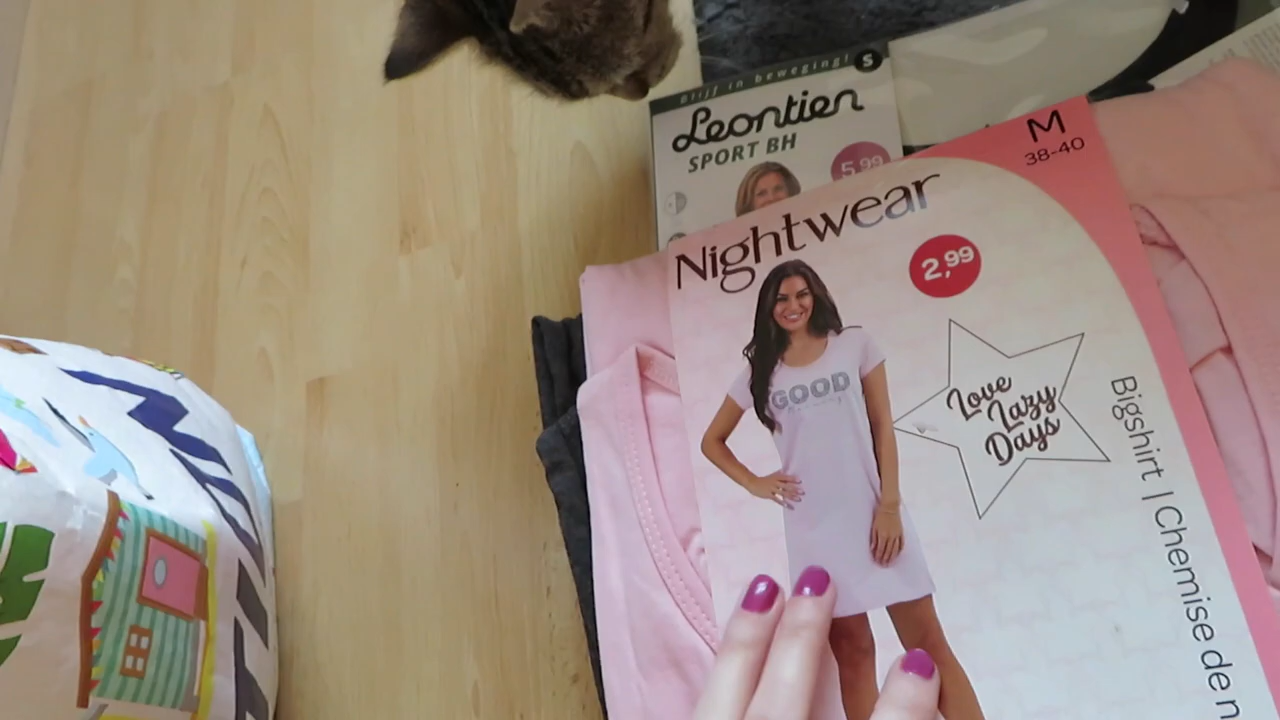 Blijf in beweging! S
Leontien
SPORT BH
5,99
M
38-40
Nightwear
2,99
GOOD
Love
Lazy
Days
Bigshirt | Chemise de n